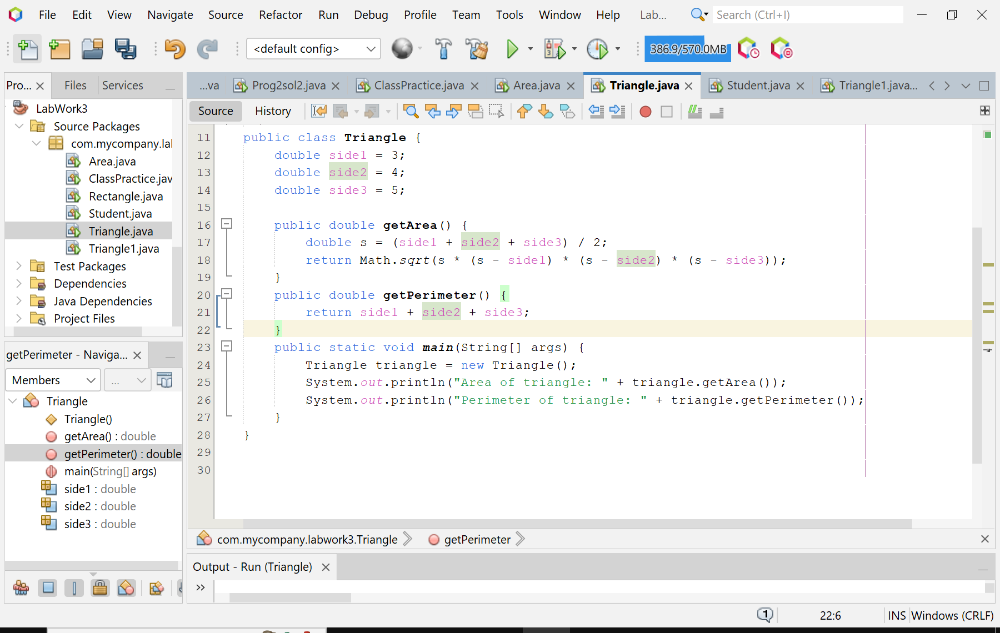 File Edit View Navigate Source Refactor Run Debug Profile Team Tools Window Help Lab... Search (Ctrl+I)
<default config> 386.9/570.0MB
Pro... Files Services
...va Prog2sol2.java ClassPractice.java Area.java Triangle.java Student.java Triangle1.java...
Source History
LabWork3
Source Packages
com.mycompany.lal
Area.java
ClassPractice.jav
Rectangle.java
Student.java
Triangle.java
Triangle1.java
Test Packages
Dependencies
Java Dependencies
Project Files
getPerimeter - Naviga...
Members ...
Triangle
Triangle()
getArea() : double
getPerimeter() : double
main(String[] args)
side1 : double
side2 : double
side3 : double
11 public class Triangle {
12 double side1 = 3;
13 double side2 = 4;
14 double side3 = 5;
15
16 public double getArea() {
17 double s = (side1 + side2 + side3) / 2;
18 return Math.sqrt(s * (s - side1) * (s - side2) * (s - side3));
19 }
20 public double getPerimeter() {
21 return side1 + side2 + side3;
22 }
23 public static void main(String[] args) {
24 Triangle triangle = new Triangle();
25 System.out.println("Area of triangle: " + triangle.getArea());
26 System.out.println("Perimeter of triangle: " + triangle.getPerimeter());
27 }
28 }
29
30
com.mycompany.labwork3.Triangle getPerimeter
Output - Run (Triangle)
1 22:6 INS Windows (CRLF)